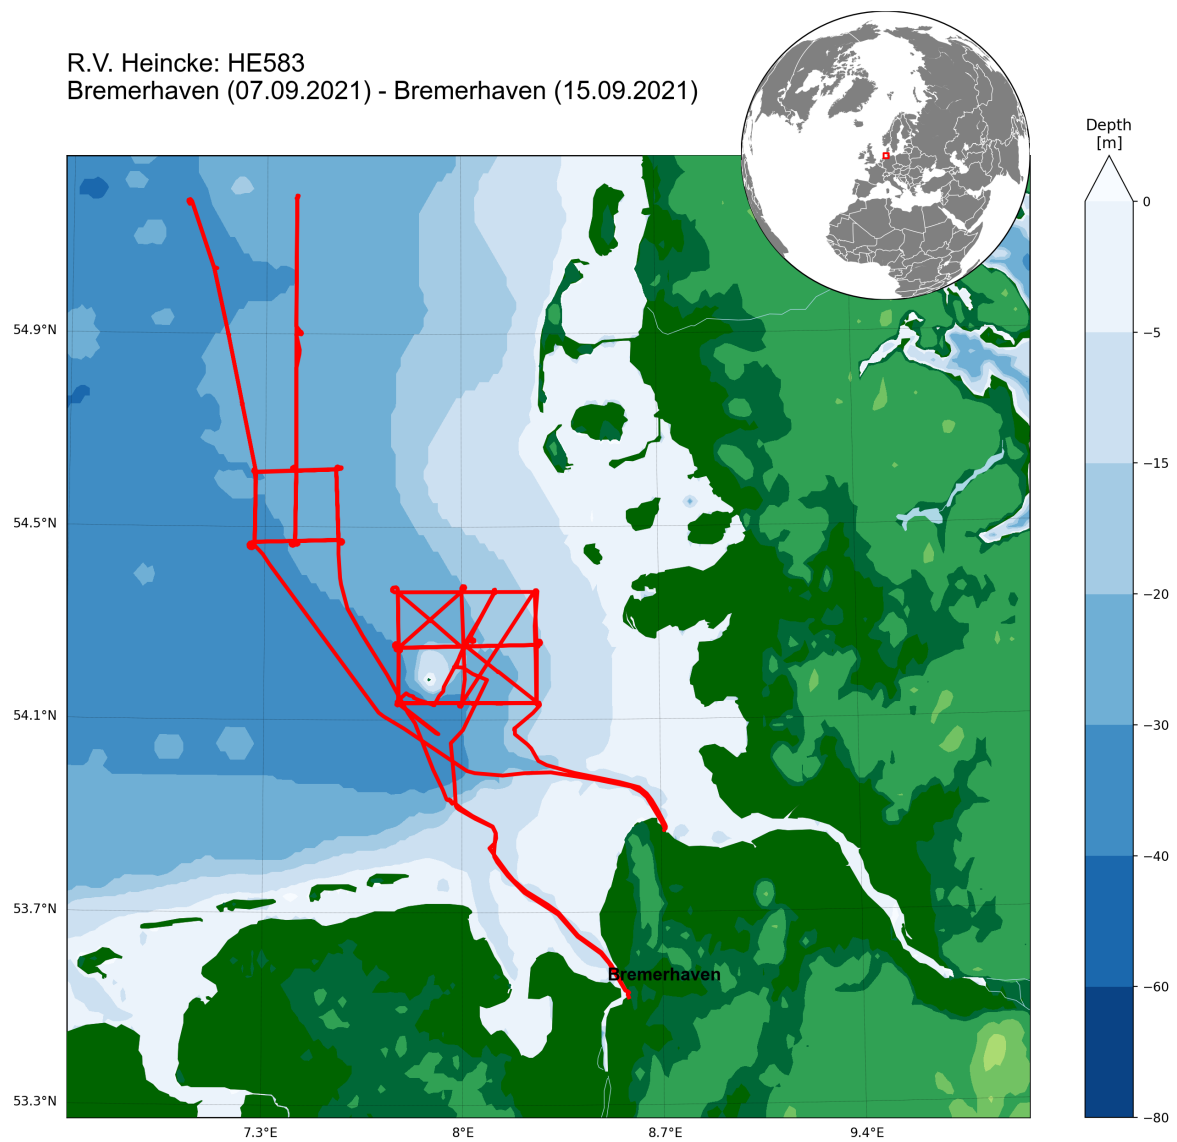 R.V. Heincke: HE583
Bremerhaven (07.09.2021) - Bremerhaven (15.09.2021)
Depth
[m]
0
−5
−15
−20
−30
−40
−60
−80
54.9°N
54.5°N
54.1°N
53.7°N
53.3°N
Bremerhaven
7.3°E
8°E
8.7°E
9.4°E